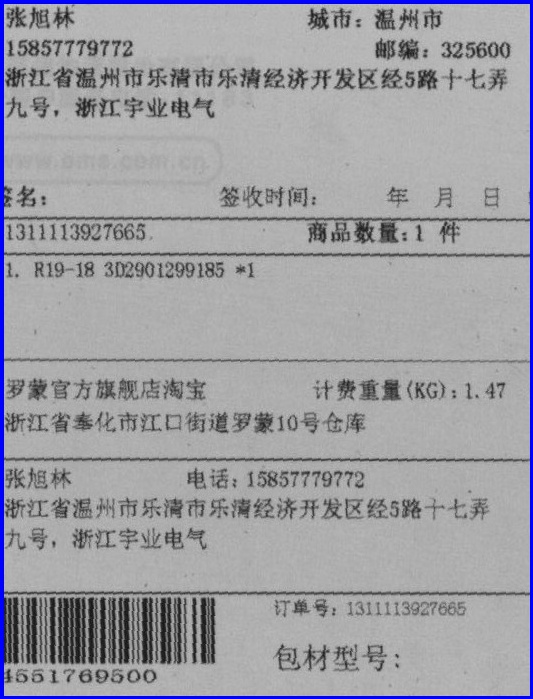 张旭林 城市：温州市
15857779772 邮编：325600
浙江省温州市乐清市乐清经济开发区经5路十七弄
九号，浙江宇业电气
www.ems.com.cn
签名： 签收时间： 年 月 日
1311113927665 商品数量：1 件
1. R19-18 3D2901299185 *1
罗蒙官方旗舰店淘宝 计费重量(KG)：1.47
浙江省奉化市江口街道罗蒙10号仓库
张旭林 电话：15857779772
浙江省温州市乐清市乐清经济开发区经5路十七弄
九号，浙江宇业电气
订单号：1311113927665
包材型号：
4551769500